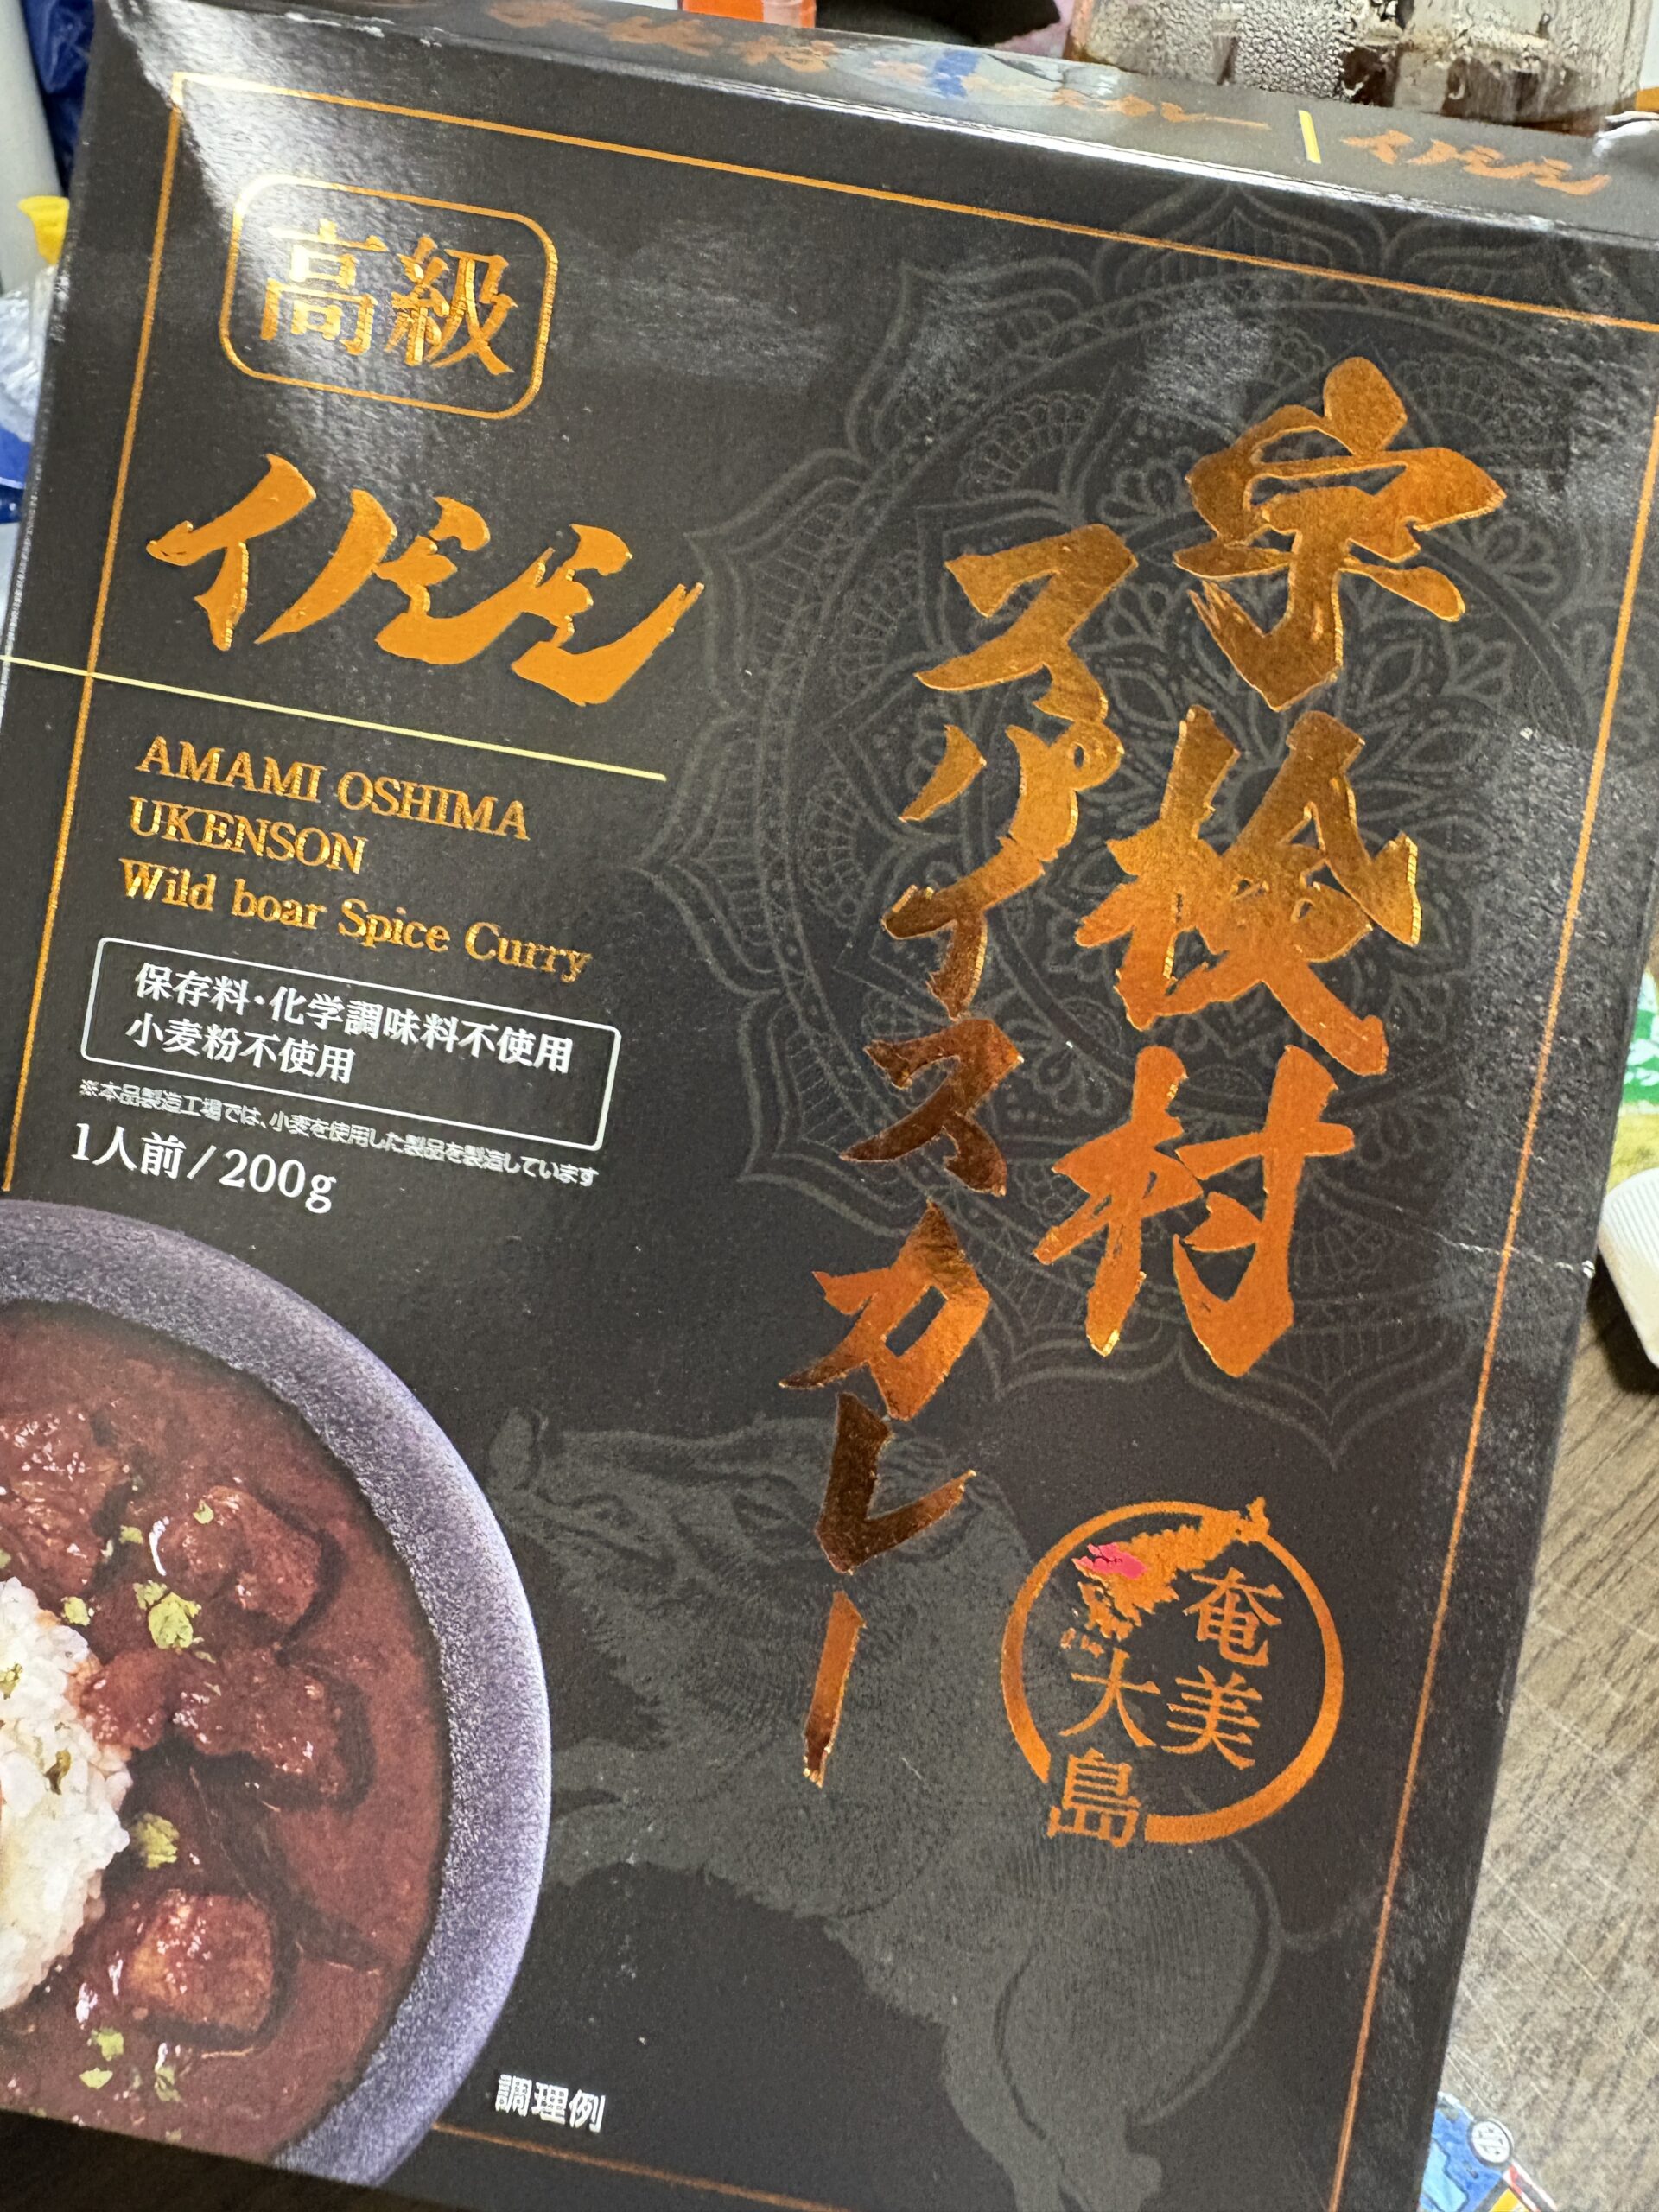 イノシシ
高級
宇検村
スパイスカレー
イノシシ
AMAMI OSHIMA
UKENSON
Wild boar Spice Curry
保存料・化学調味料不使用
小麦粉不使用
※本品製造工場では、小麦を使用した製品を製造しています
1人前/200g
奄美
大島
調理例